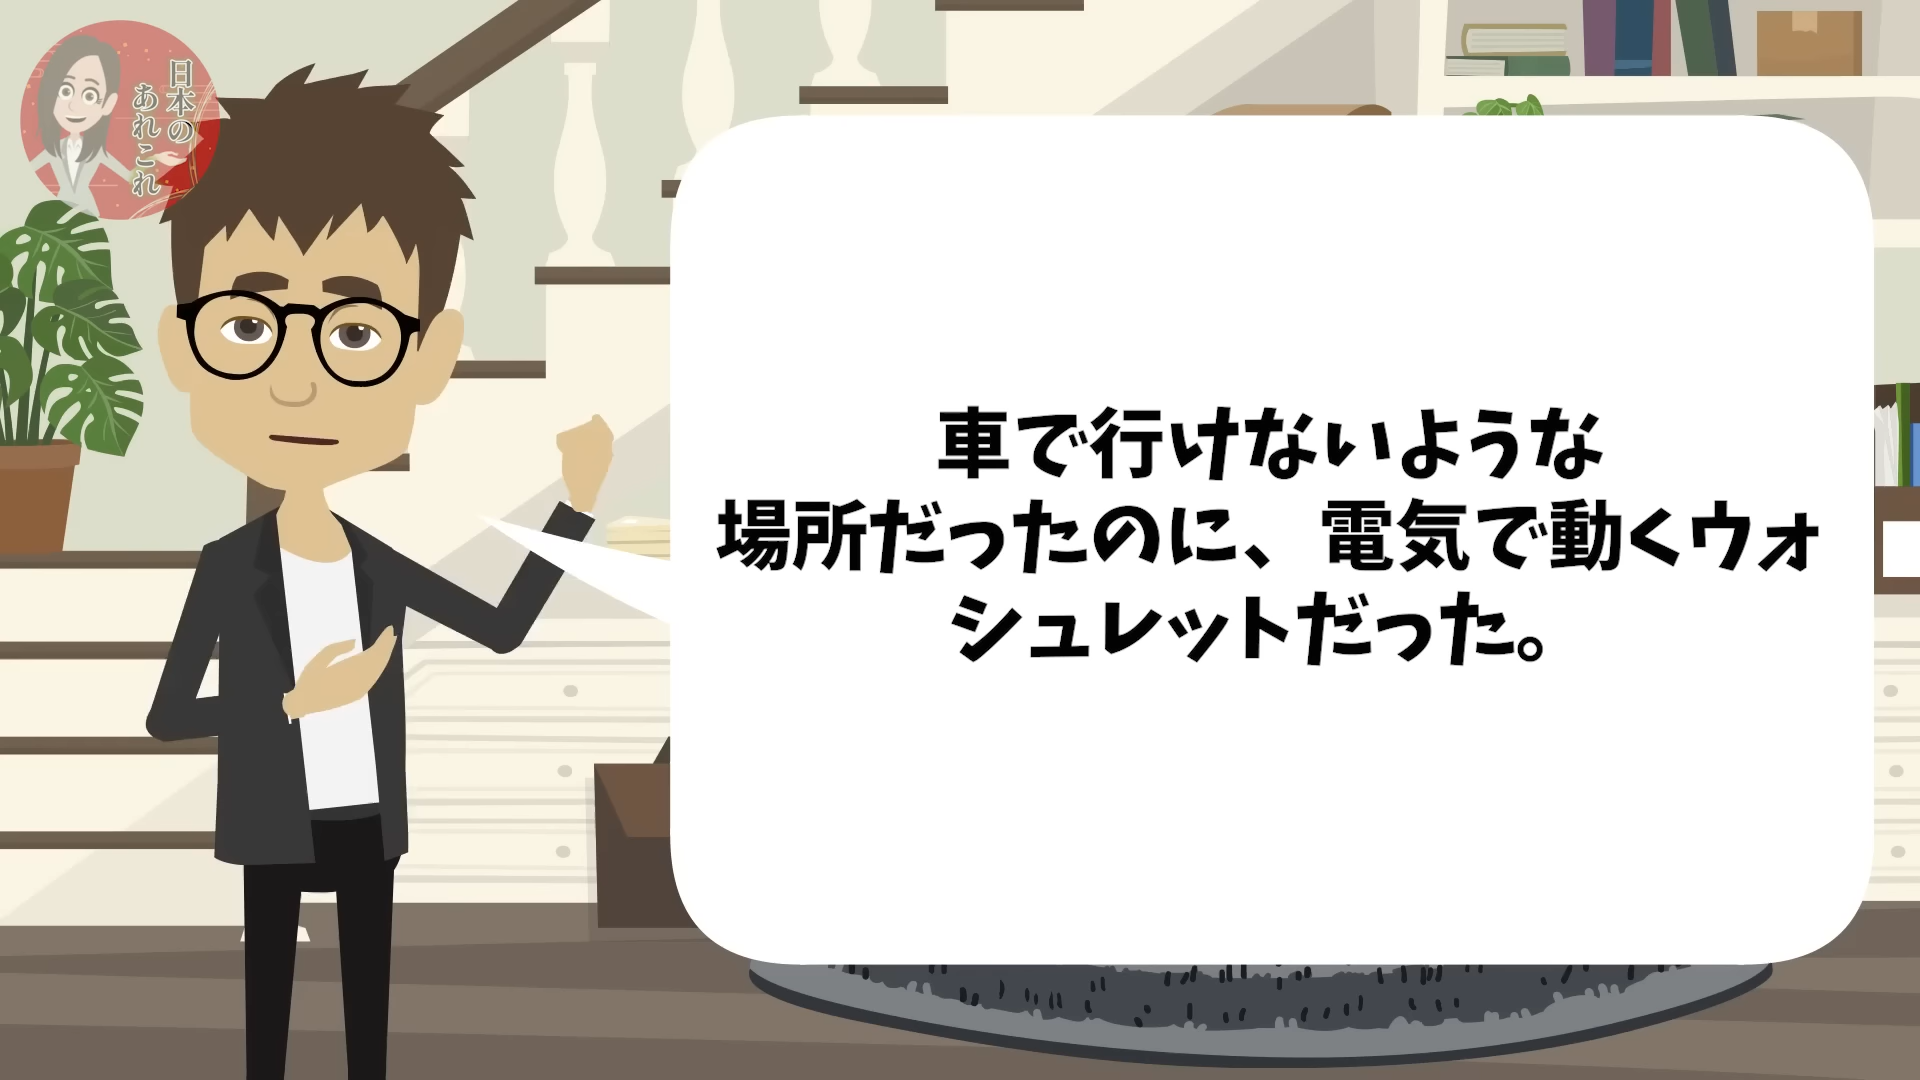 日本の
あれこれ
車で行けないような
場所だったのに、電気で動くウォ
シュレットだった。